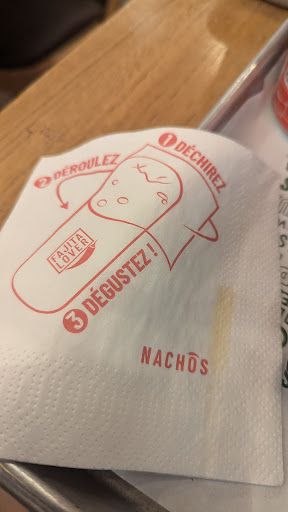 1 DÉCHIREZ
2 DÉROULEZ
FAJITA
LOVER
3 DÉGUSTEZ !
NACHOS